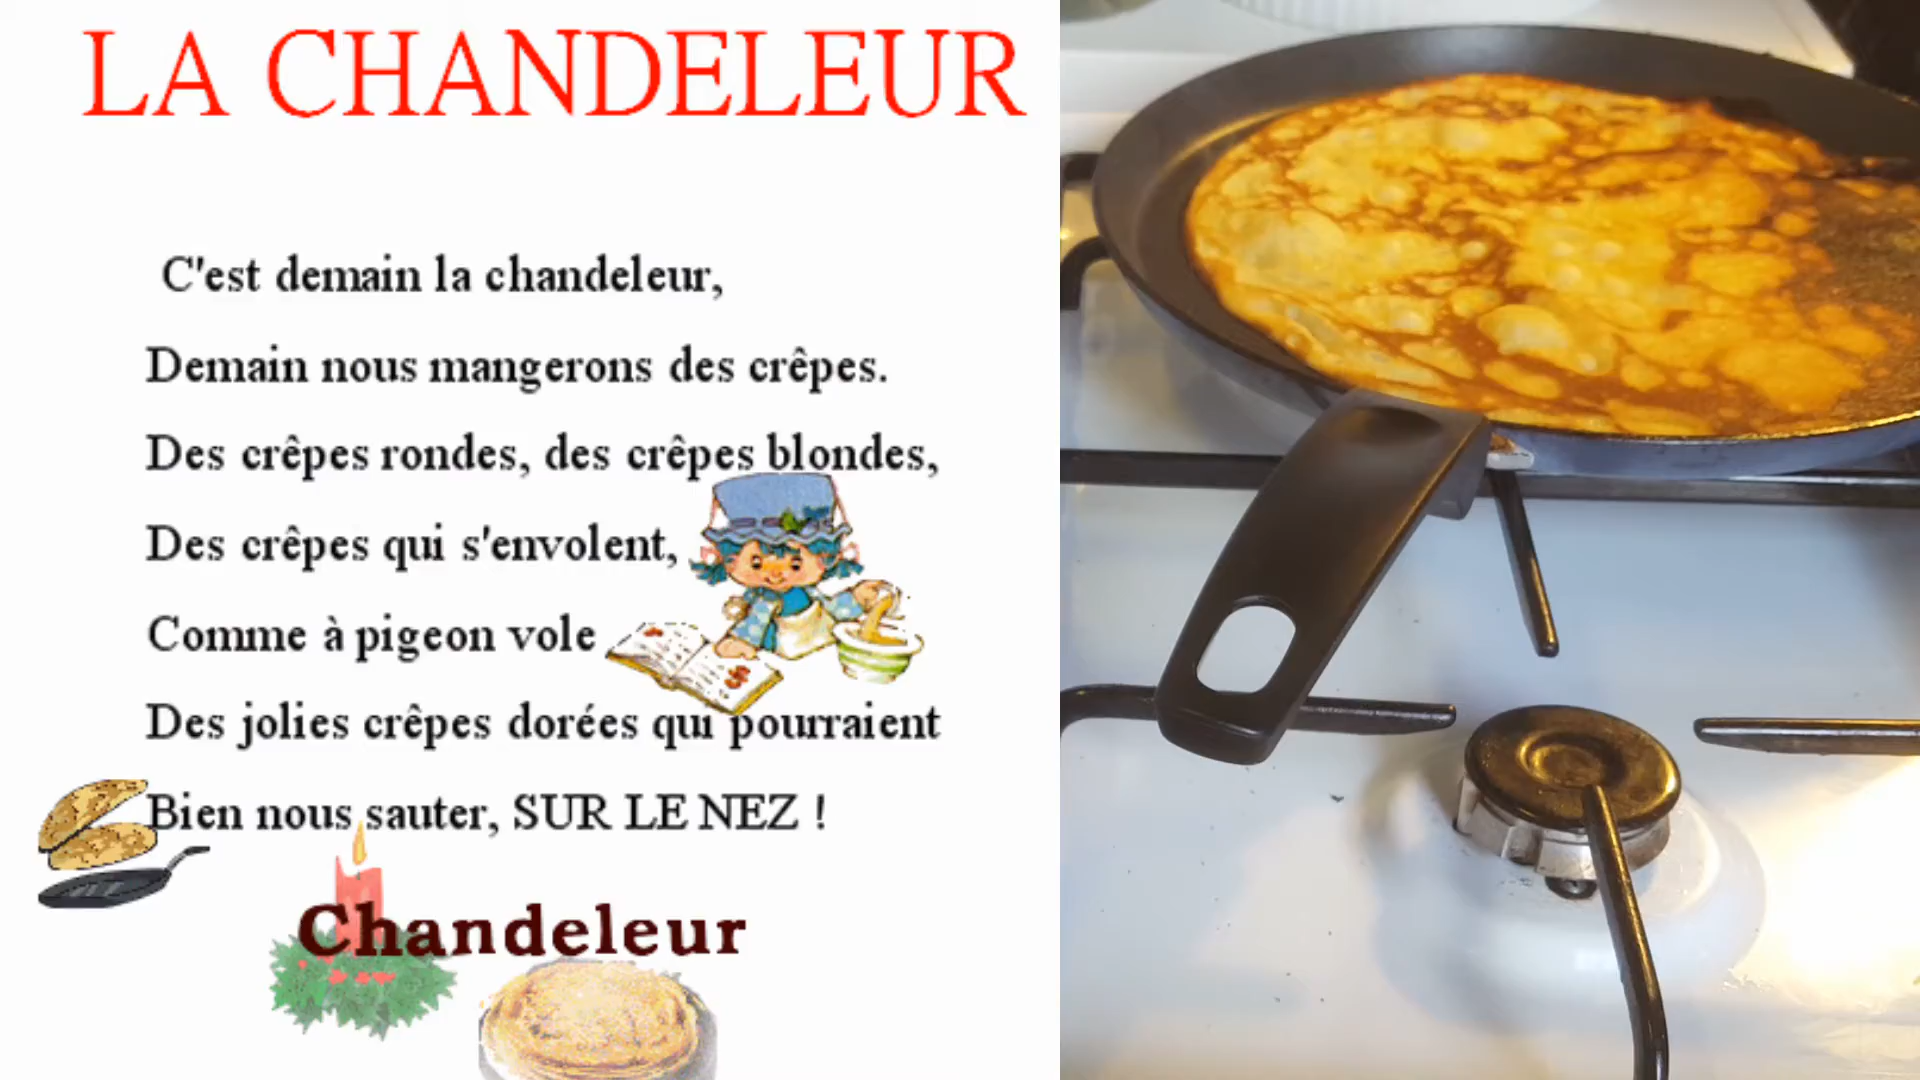 LA CHANDELEUR
C'est demain la chandeleur,
Demain nous mangerons des crêpes.
Des crêpes rondes, des crêpes blondes,
Des crêpes qui s'envolent,
Comme à pigeon vole
Des jolies crêpes dorées qui pourraient
Bien nous sauter, SUR LE NEZ !
Chandeleur